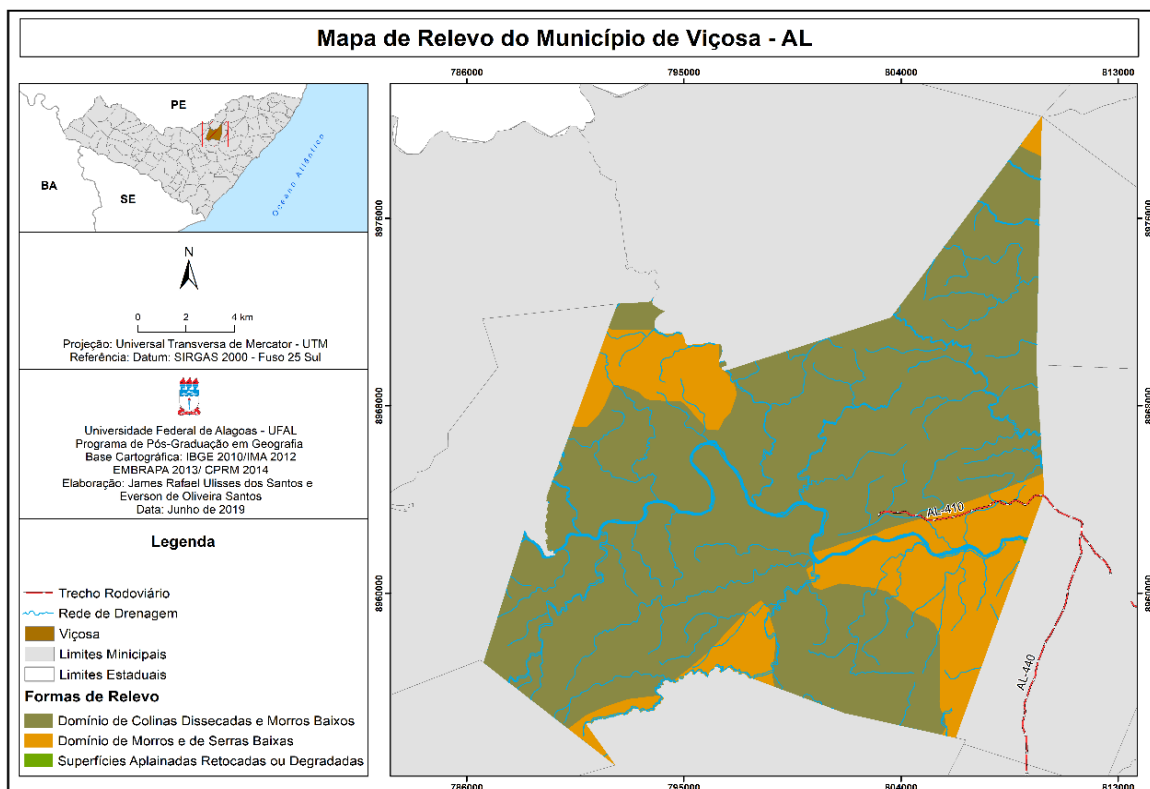 Mapa de Relevo do Município de Viçosa - AL
786000
795000
804000
813000
PE
BA
SE
Oceano Atlântico
N
0 2 4 km
Projeção: Universal Transversa de Mercator - UTM
Referência: Datum: SIRGAS 2000 - Fuso 25 Sul
Universidade Federal de Alagoas - UFAL
Programa de Pós-Graduação em Geografia
Base Cartográfica: IBGE 2010/IMA 2012
EMBRAPA 2013/ CPRM 2014
Elaboração: James Rafael Ulisses dos Santos e
Everson de Oliveira Santos
Data: Junho de 2019
Legenda
Trecho Rodoviário
Rede de Drenagem
Viçosa
Limites Minicipais
Limites Estaduais
Formas de Relevo
Domínio de Colinas Dissecadas e Morros Baixos
Domínio de Morros e de Serras Baixas
Superfícies Aplainadas Retocadas ou Degradadas
8976000
8968000
8960000
AL-410
AL-440
8976000
8968000
8960000
786000
795000
804000
813000